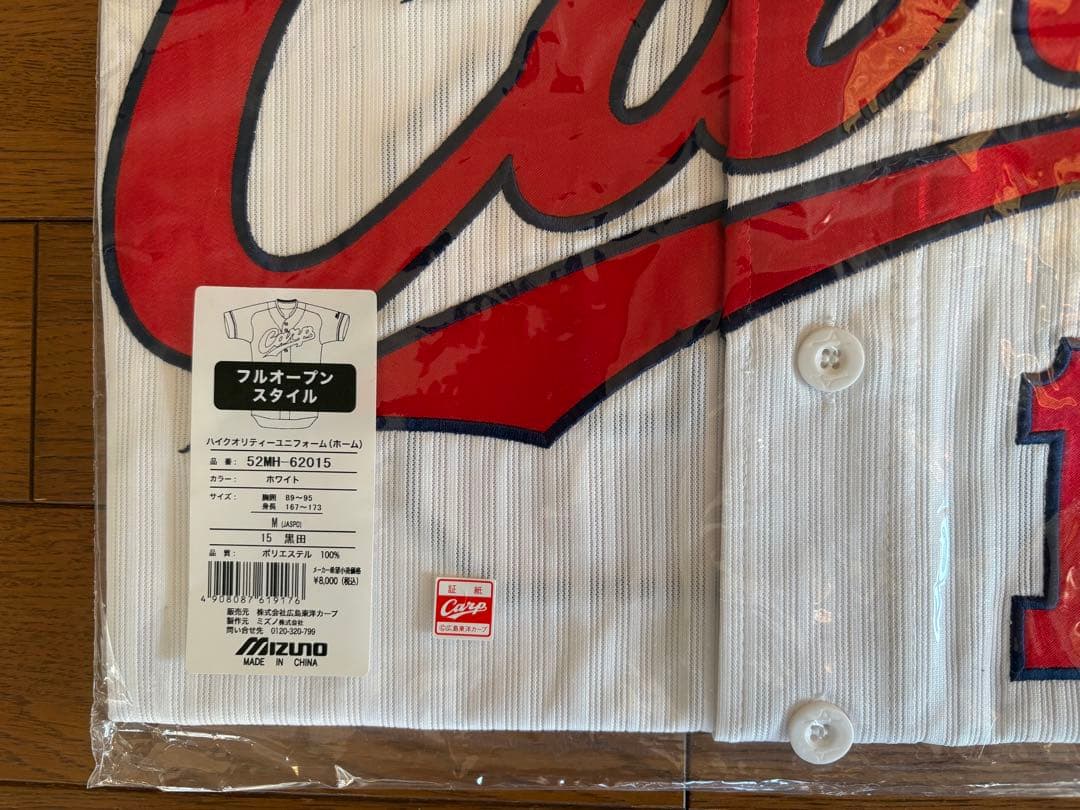 Carp
1
Carp
フルオープン
スタイル
ハイクオリティーユニフォーム(ホーム)
品 番: 52MH-62015
カラー: ホワイト
サイズ: 胸囲 89～95
身長 167～173
M (JASPO)
15 黒田
品 質: ポリエステル 100%
メーカー希望小売価格
¥8,000(税込)
4 908087 619176
販売元 株式会社広島東洋カープ
製作元 ミズノ株式会社
問い合せ先 0120-320-799
MIZUNO
MADE IN CHINA
証 紙
Carp
©広島東洋カープ